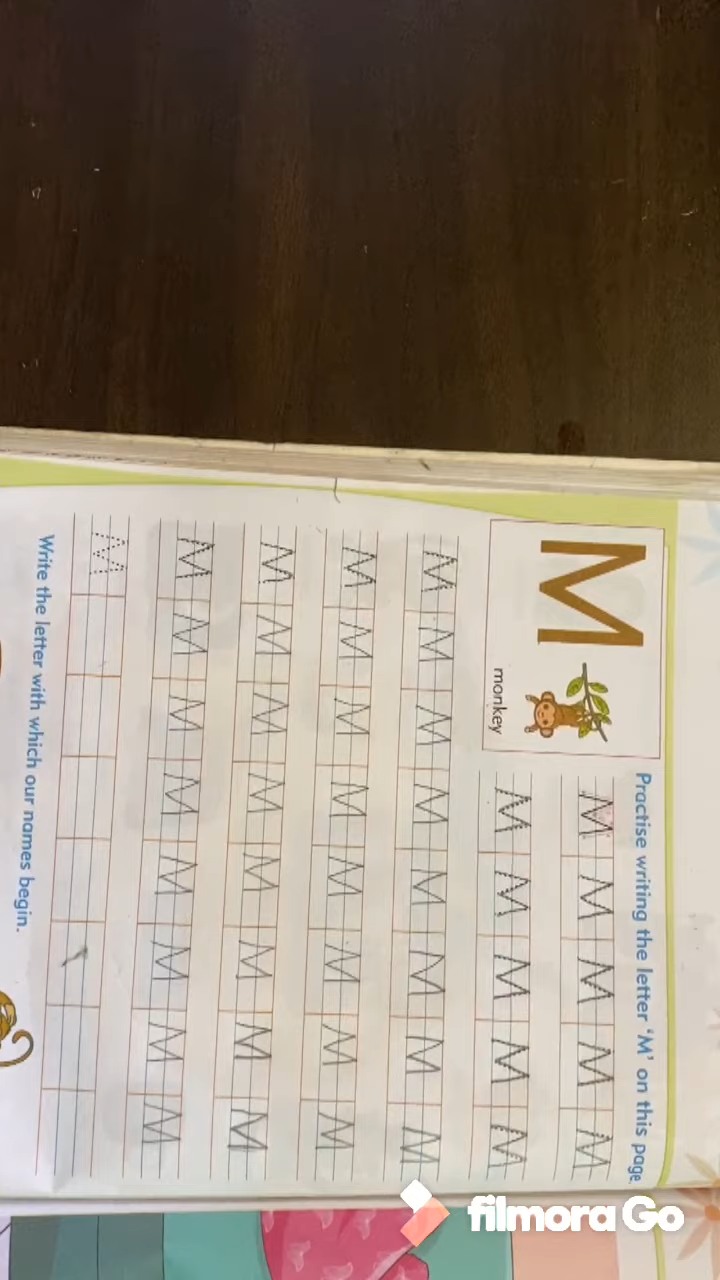 Practise writing the letter ‘M’ on this page.
M
monkey
M M M M M
M M M M M
M M M M M M M M
M M M M M M M M
M M M M M M M M
M M M M M M M M
M
Write the letter with which our names begin.
filmora Go